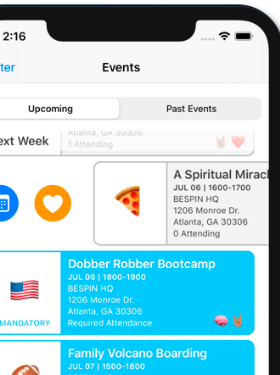 2:16
ter
Events
Upcoming
Past Events
ext Week
Atlanta, GA 30306
1 Attending
A Spiritual Mirac
JUL 06 | 1600-1700
BESPIN HQ
1206 Monroe Dr.
Atlanta, GA 30306
0 Attending
MANDATORY
Dobber Robber Bootcamp
JUL 06 | 1800-1900
BESPIN HQ
1206 Monroe Dr.
Atlanta, GA 30306
Required Attendance
Family Volcano Boarding
JUL 07 | 1500-1800